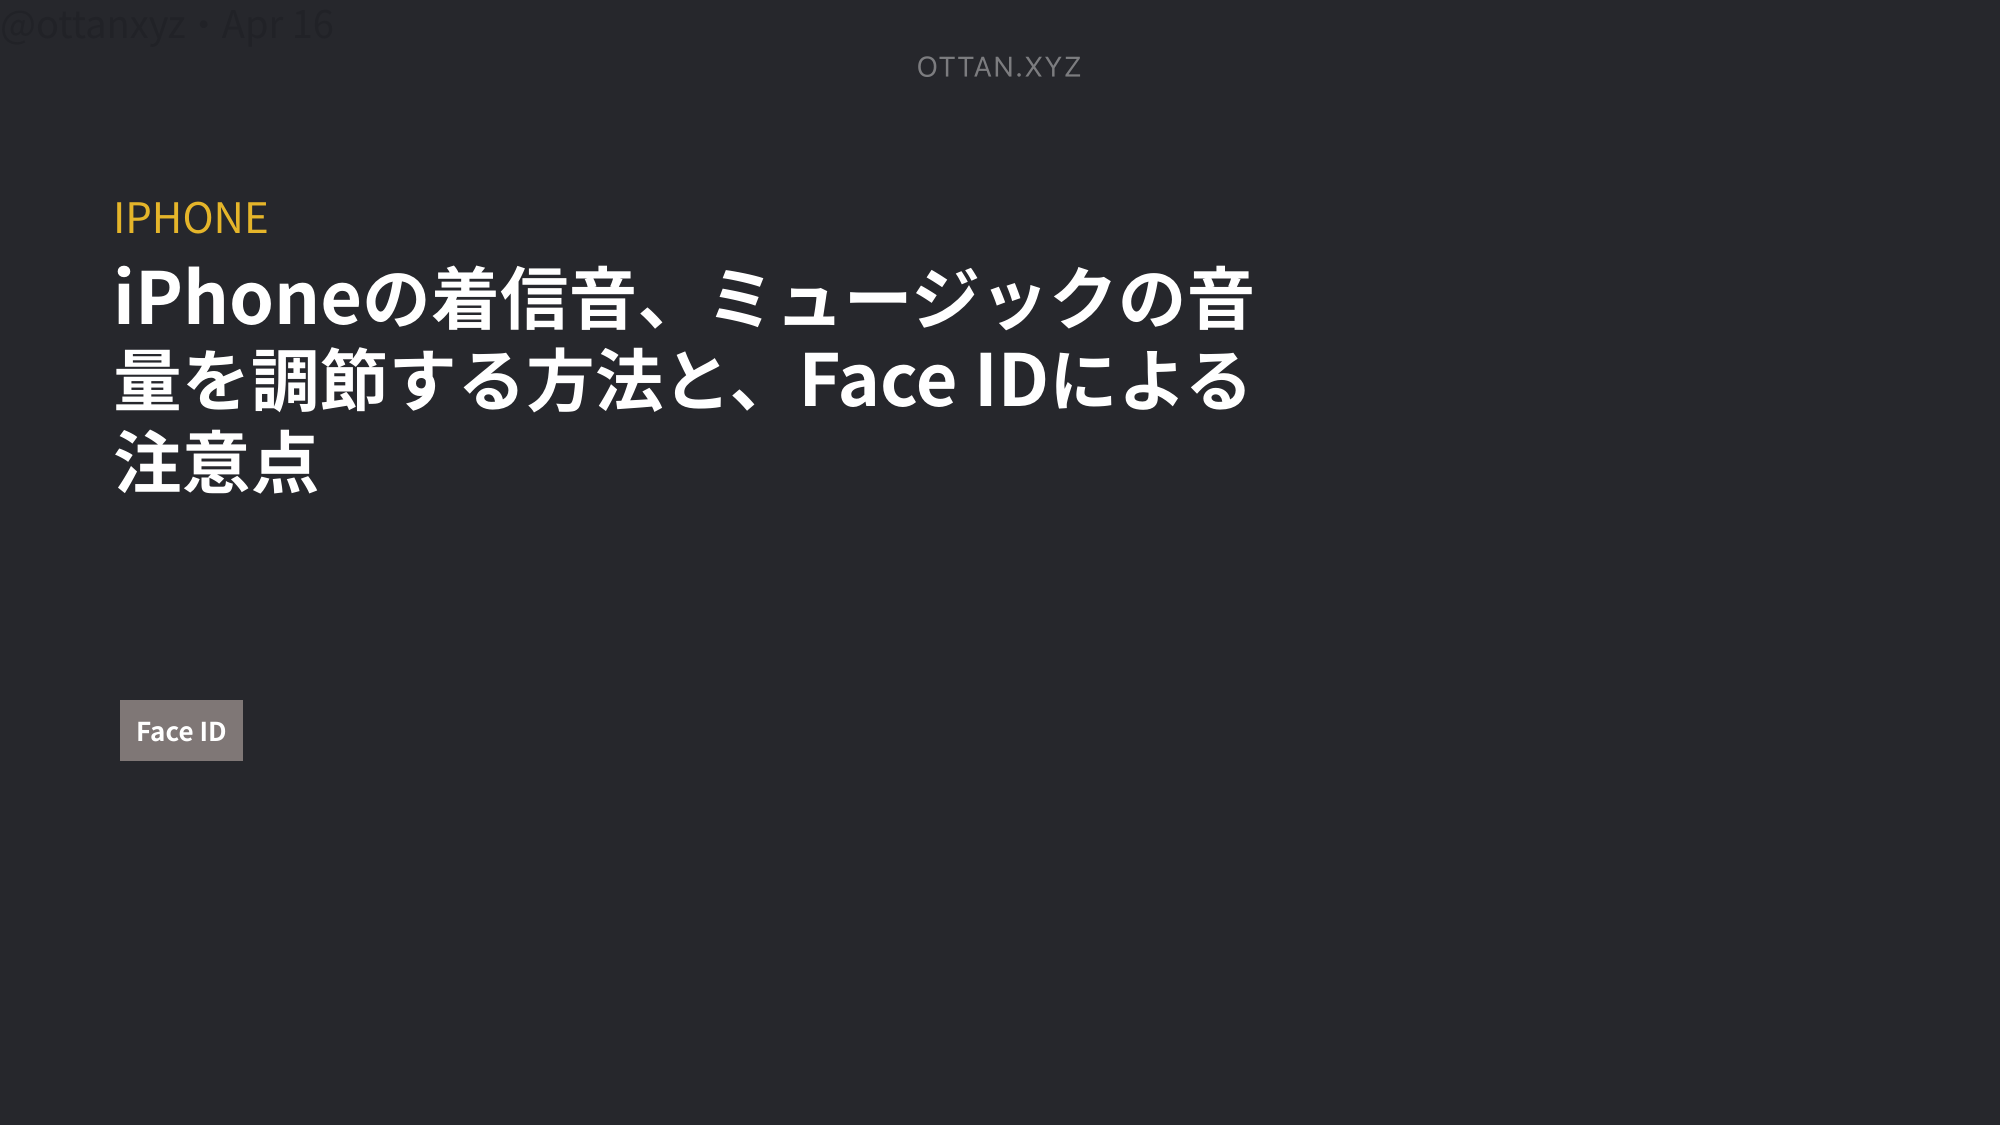 @ottanxyz • Apr 16
OTTAN.XYZ
IPHONE
iPhoneの着信音、ミュージックの音
量を調節する方法と、Face IDによる
注意点
Face ID